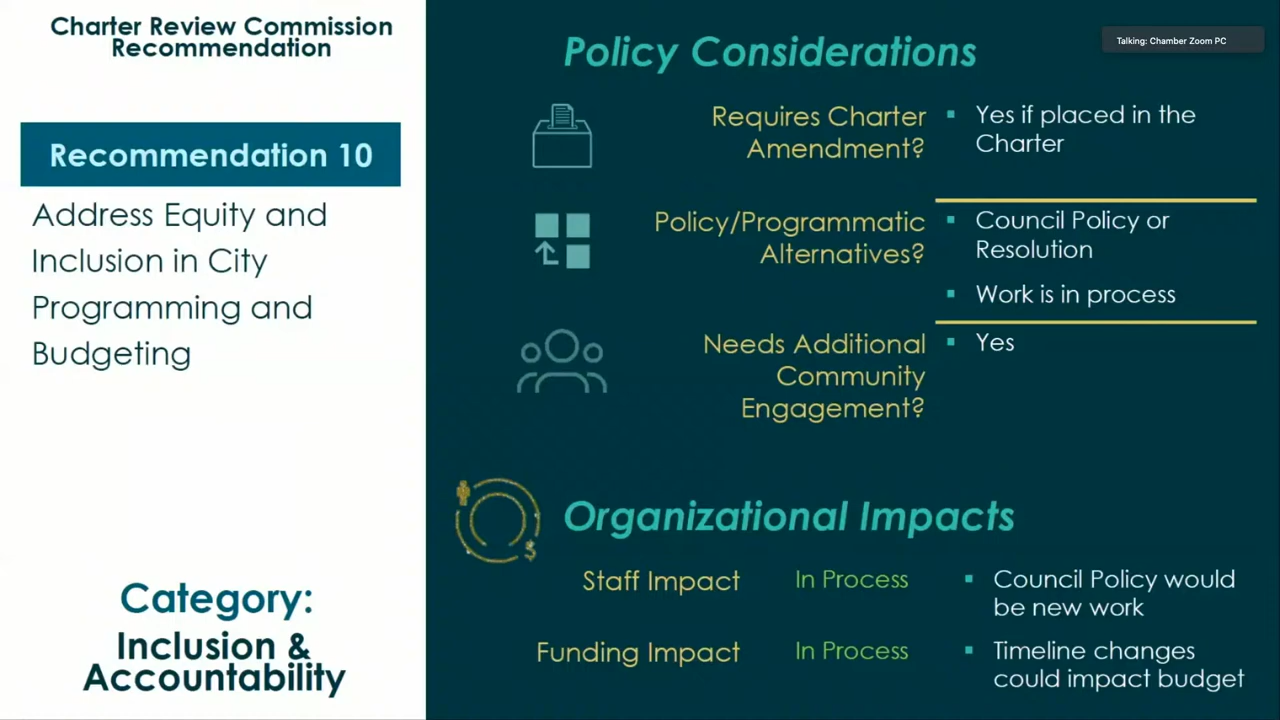 Charter Review Commission
Recommendation
Recommendation 10
Address Equity and
Inclusion in City
Programming and
Budgeting
Category:
Inclusion &
Accountability
Policy Considerations
Talking: Chamber Zoom PC
Requires Charter
Amendment?
Yes if placed in the
Charter
Policy/Programmatic
Alternatives?
Council Policy or
Resolution
Work is in process
Needs Additional
Community
Engagement?
Yes
Organizational Impacts
Staff Impact
In Process
Council Policy would
be new work
Funding Impact
In Process
Timeline changes
could impact budget